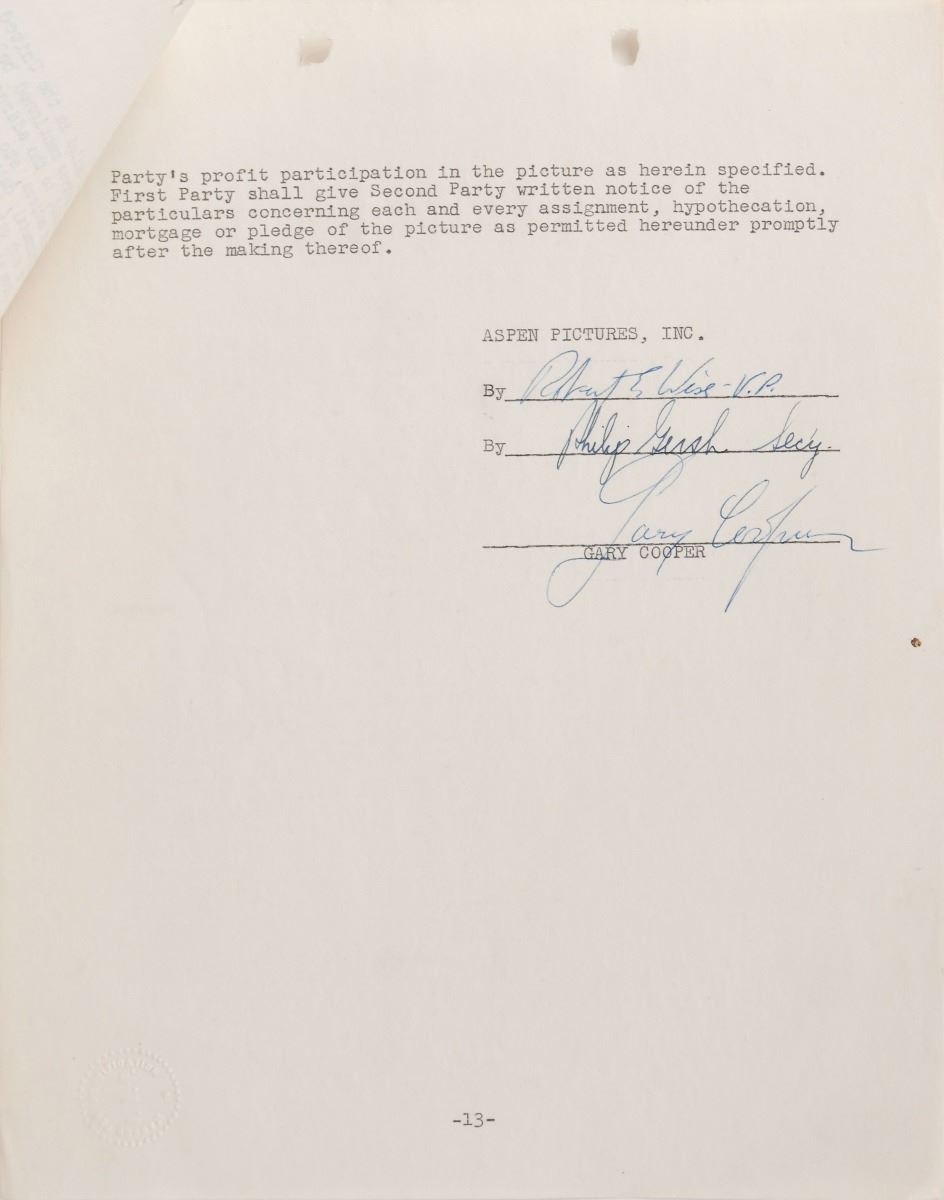 Party's profit participation in the picture as herein specified.
First Party shall give Second Party written notice of the
particulars concerning each and every assignment, hypothecation,
mortgage or pledge of the picture as permitted hereunder promptly
after the making thereof.
ASPEN PICTURES, INC.
By Robert E Wise - V.P.
By Philip Gersh Secy.
Gary Cooper
GARY COOPER
-13-